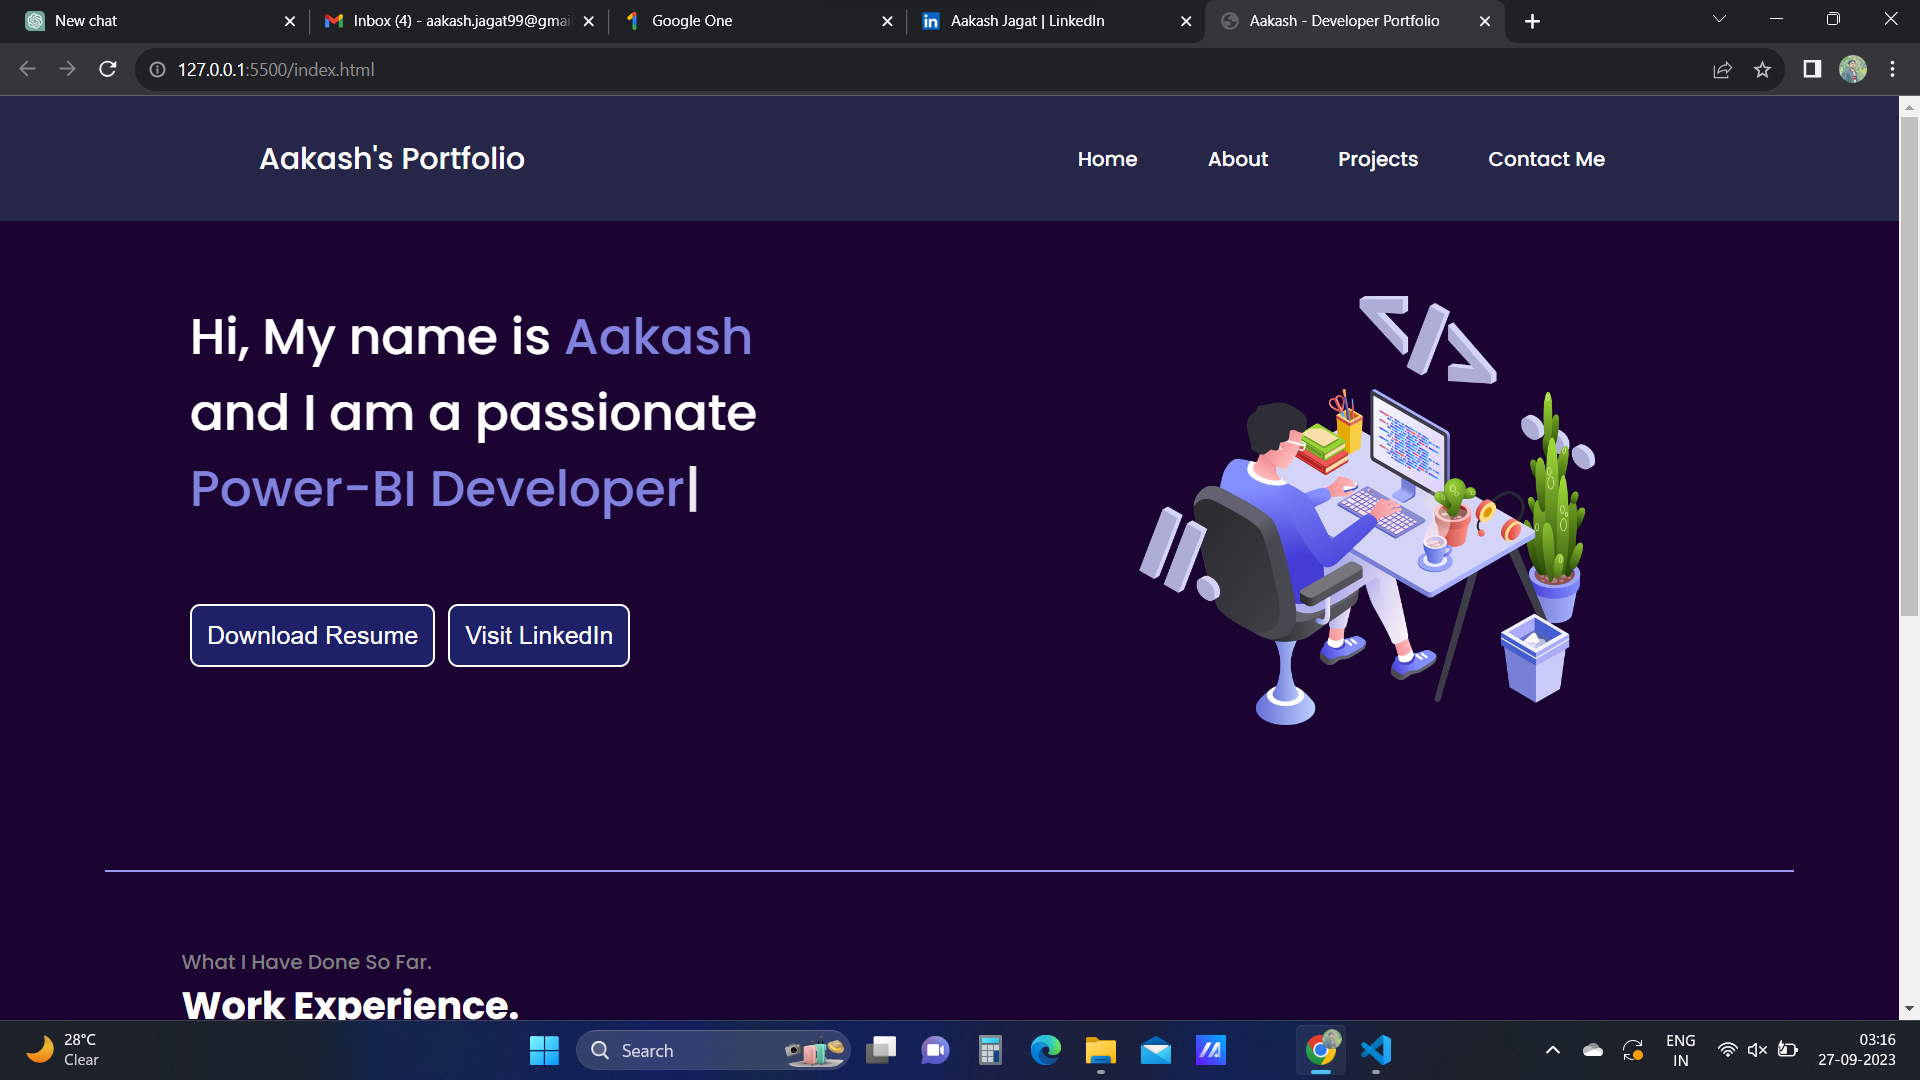 New chat
Inbox (4) - aakash.jagat99@gmai
Google One
Aakash Jagat | LinkedIn
Aakash - Developer Portfolio
127.0.0.1:5500/index.html
Aakash's Portfolio
Home
About
Projects
Contact Me
Hi, My name is Aakash
and I am a passionate
Power-BI Developer|
Download Resume
Visit LinkedIn
What I Have Done So Far.
Work Experience.
28°C
Clear
Search
ENG
IN
03:16
27-09-2023